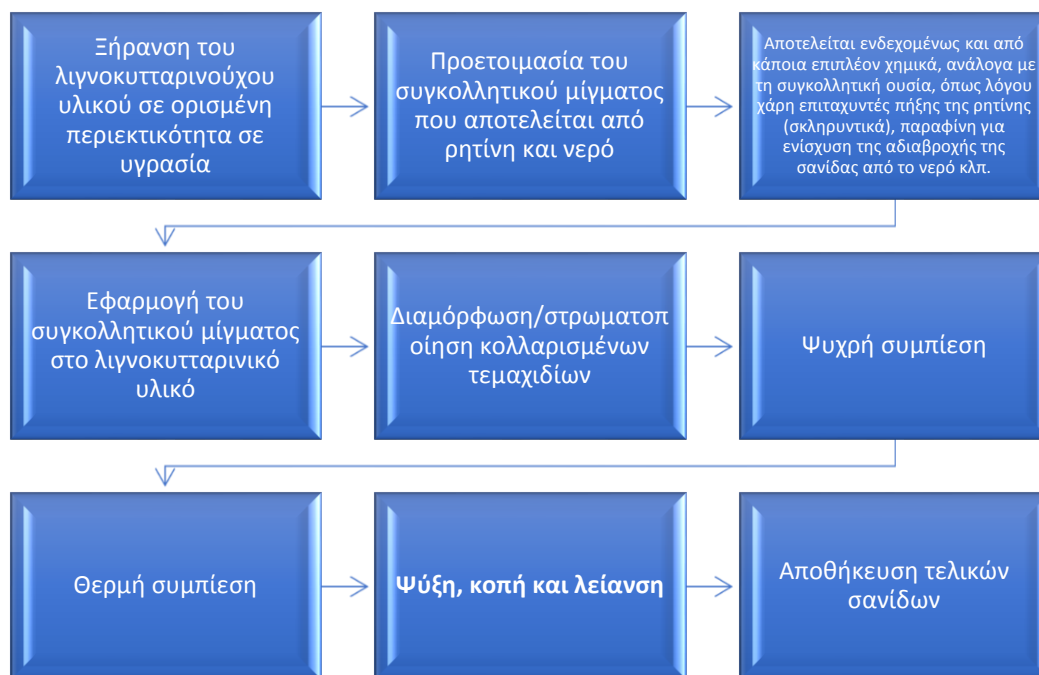 Ξήρανση του
λιγνοκυτταρινούχου
υλικού σε ορισμένη
περιεκτικότητα σε
υγρασία
Προετοιμασία του
συγκολλητικού μίγματος
που αποτελείται από
ρητίνη και νερό
Αποτελείται ενδεχομένως και από
κάποια επιπλέον χημικά, ανάλογα με
τη συγκολλητική ουσία, όπως λόγου
χάρη επιταχυντές πήξης της ρητίνης
(σκληρυντικά), παραφίνη για
ενίσχυση της αδιαβροχής της
σανίδας από το νερό κλπ.
Εφαρμογή του
συγκολλητικού μίγματος
στο λιγνοκυτταρινικό
υλικό
Διαμόρφωση/στρωματοπ
οίηση κολλαρισμένων
τεμαχιδίων
Ψυχρή συμπίεση
Θερμή συμπίεση
Ψύξη, κοπή και λείανση
Αποθήκευση τελικών
σανίδων